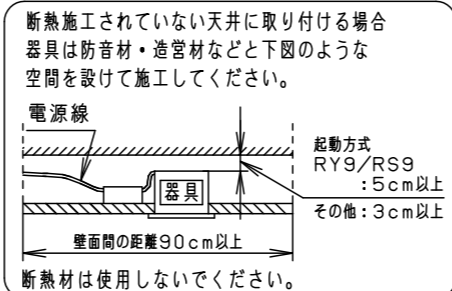 断熱施工されていない天井に取り付ける場合
器具は防音材・造営材などと下図のような
空間を設けて施工してください。
電源線
器具
起動方式
RY9/RS9
:5cm以上
その他:3cm以上
壁面間の距離90cm以上
断熱材は使用しないでください。